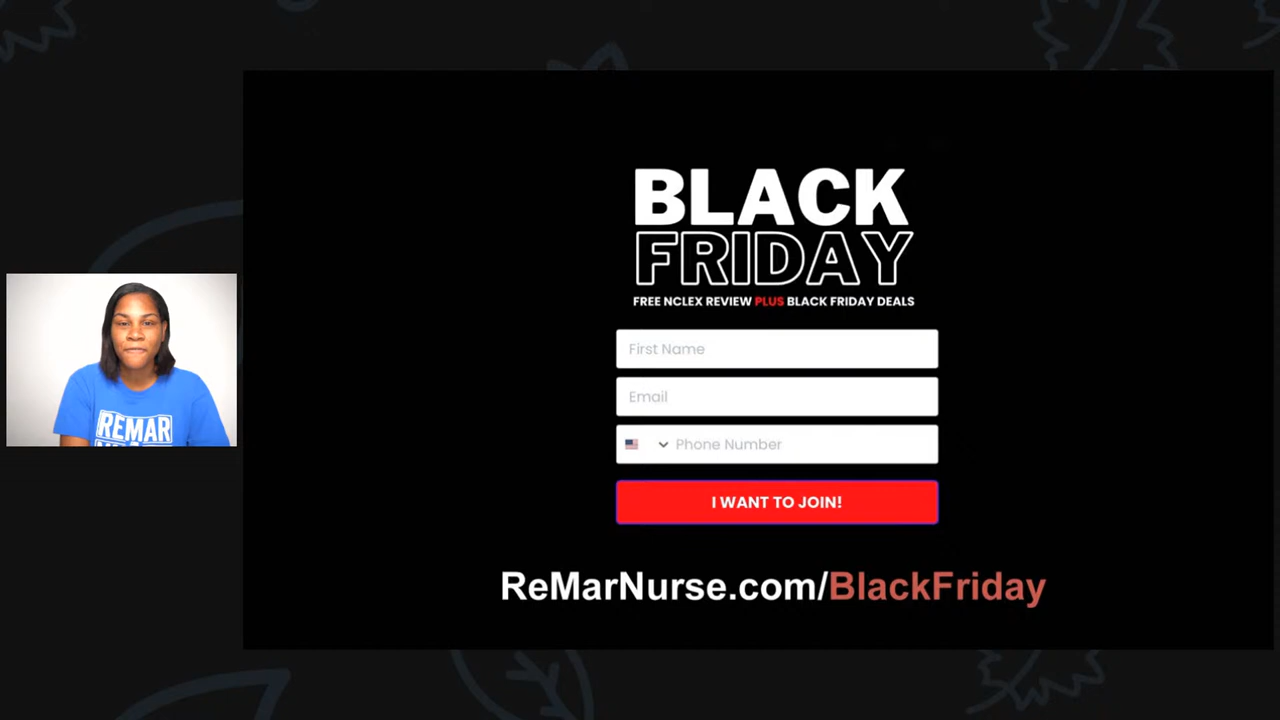 BLACK
FRIDAY
FREE NCLEX REVIEW PLUS BLACK FRIDAY DEALS
First Name
Email
Phone Number
I WANT TO JOIN!
ReMarNurse.com/BlackFriday
REMAR